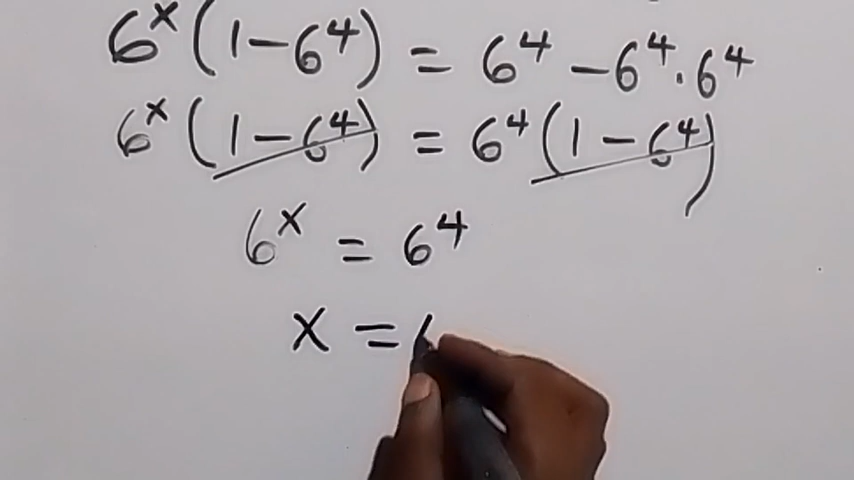 6^x (1 - 6^4) = 6^4 - 6^4 · 6^4
6^x (1 - 6^4) = 6^4 (1 - 6^4)
6^x = 6^4
x =